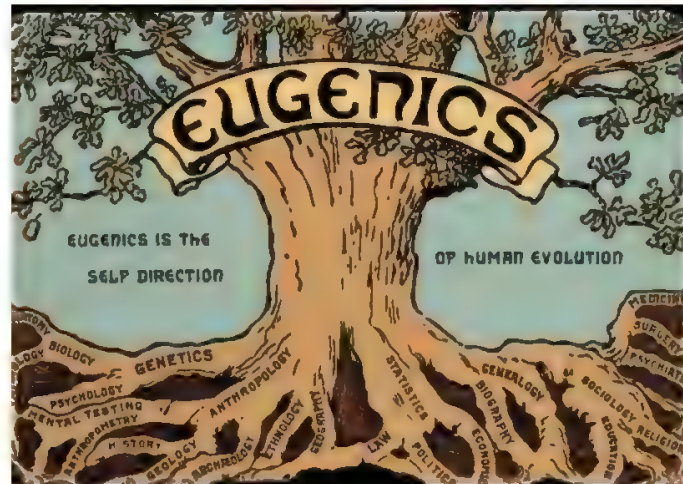 EUGENICS
EUGENICS IS THE
SELF DIRECTION
OF HUMAN EVOLUTION
BIOLOGY
GENETICS
PSYCHOLOGY
MENTAL TESTING
ANTHROPOMETRY
HISTORY
GEOLOGY
ANTHROPOLOGY
ARCHAEOLOGY
ETHNOLOGY
GEOGRAPHY
LAW
STATISTICS
POLITICS
ECONOMICS
GENEALOGY
BIOGRAPHY
SOCIOLOGY
EDUCATION
RELIGION
MEDICINE
SURGERY
PSYCHIATRY